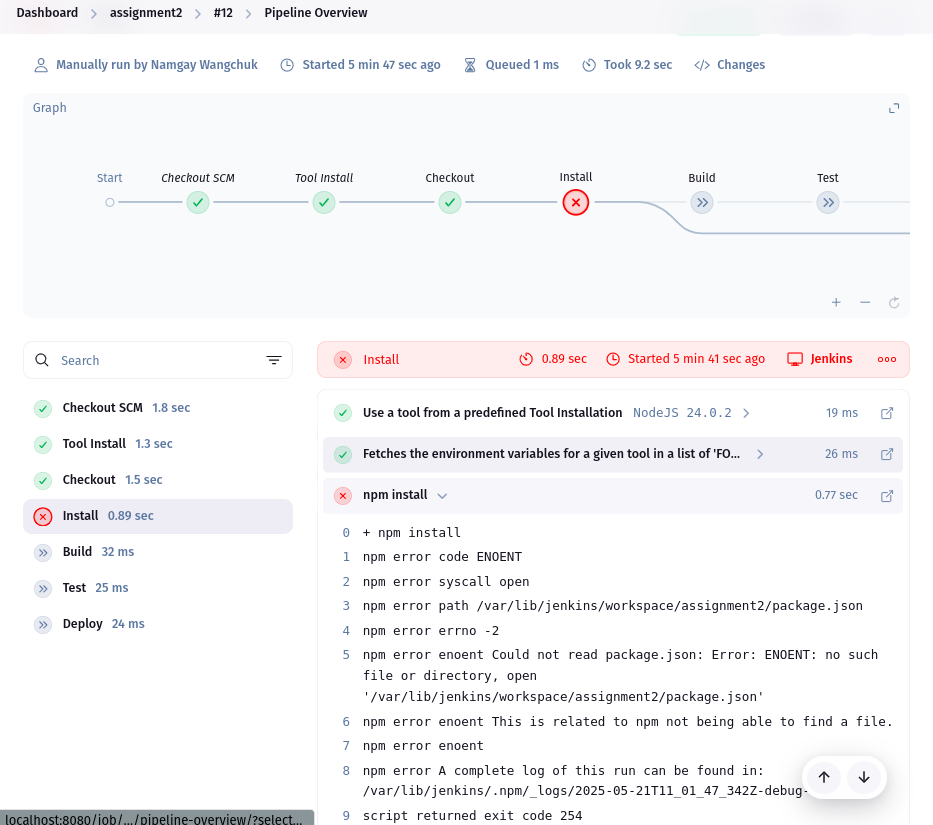 Dashboard > assignment2 > #12 > Pipeline Overview
Manually run by Namgay Wangchuk Started 5 min 47 sec ago Queued 1 ms Took 9.2 sec </> Changes
Graph
Start Checkout SCM Tool Install Checkout Install Build Test
+ −
Search
Checkout SCM 1.8 sec
Tool Install 1.3 sec
Checkout 1.5 sec
Install 0.89 sec
Build 32 ms
Test 25 ms
Deploy 24 ms
Install 0.89 sec Started 5 min 41 sec ago Jenkins
Use a tool from a predefined Tool Installation NodeJS 24.0.2 19 ms
Fetches the environment variables for a given tool in a list of 'FO... 26 ms
npm install 0.77 sec
0 + npm install
1 npm error code ENOENT
2 npm error syscall open
3 npm error path /var/lib/jenkins/workspace/assignment2/package.json
4 npm error errno -2
5 npm error enoent Could not read package.json: Error: ENOENT: no such
file or directory, open
'/var/lib/jenkins/workspace/assignment2/package.json'
6 npm error enoent This is related to npm not being able to find a file.
7 npm error enoent
8 npm error A complete log of this run can be found in:
/var/lib/jenkins/.npm/_logs/2025-05-21T11_01_47_342Z-debug-
9 script returned exit code 254
localhost:8080/job/.../pipeline-overview/?select...